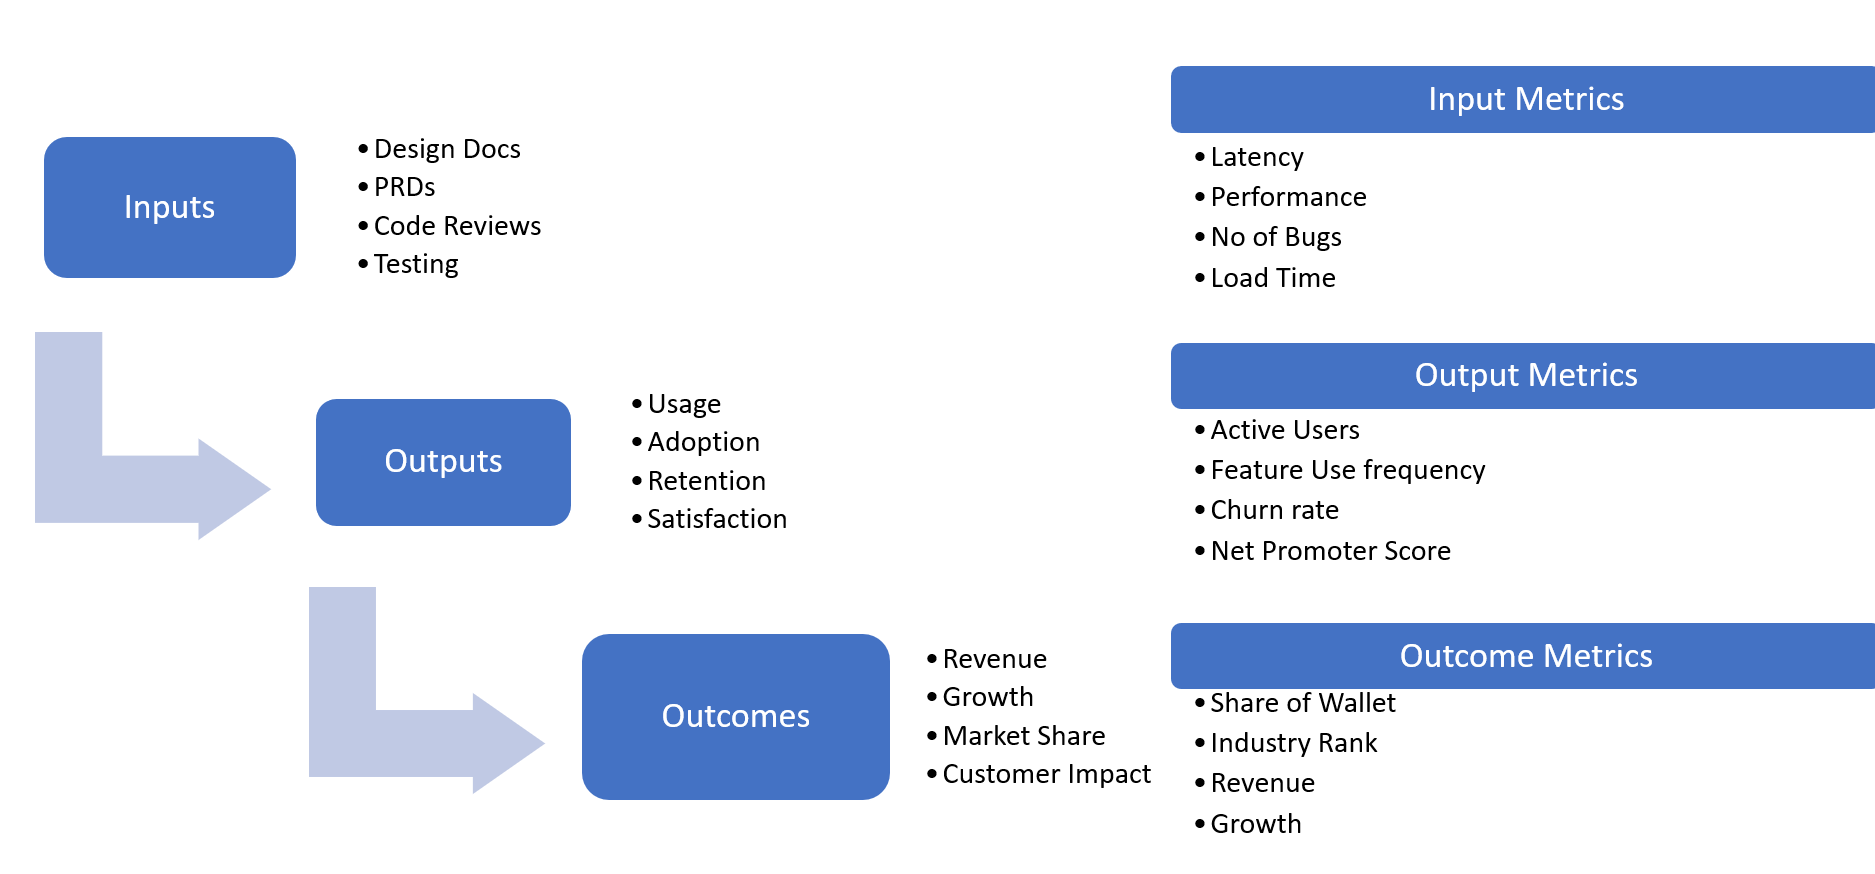 Inputs
•Design Docs
•PRDs
•Code Reviews
•Testing
Outputs
•Usage
•Adoption
•Retention
•Satisfaction
Outcomes
•Revenue
•Growth
•Market Share
•Customer Impact
Input Metrics
•Latency
•Performance
•No of Bugs
•Load Time
Output Metrics
•Active Users
•Feature Use frequency
•Churn rate
•Net Promoter Score
Outcome Metrics
•Share of Wallet
•Industry Rank
•Revenue
•Growth